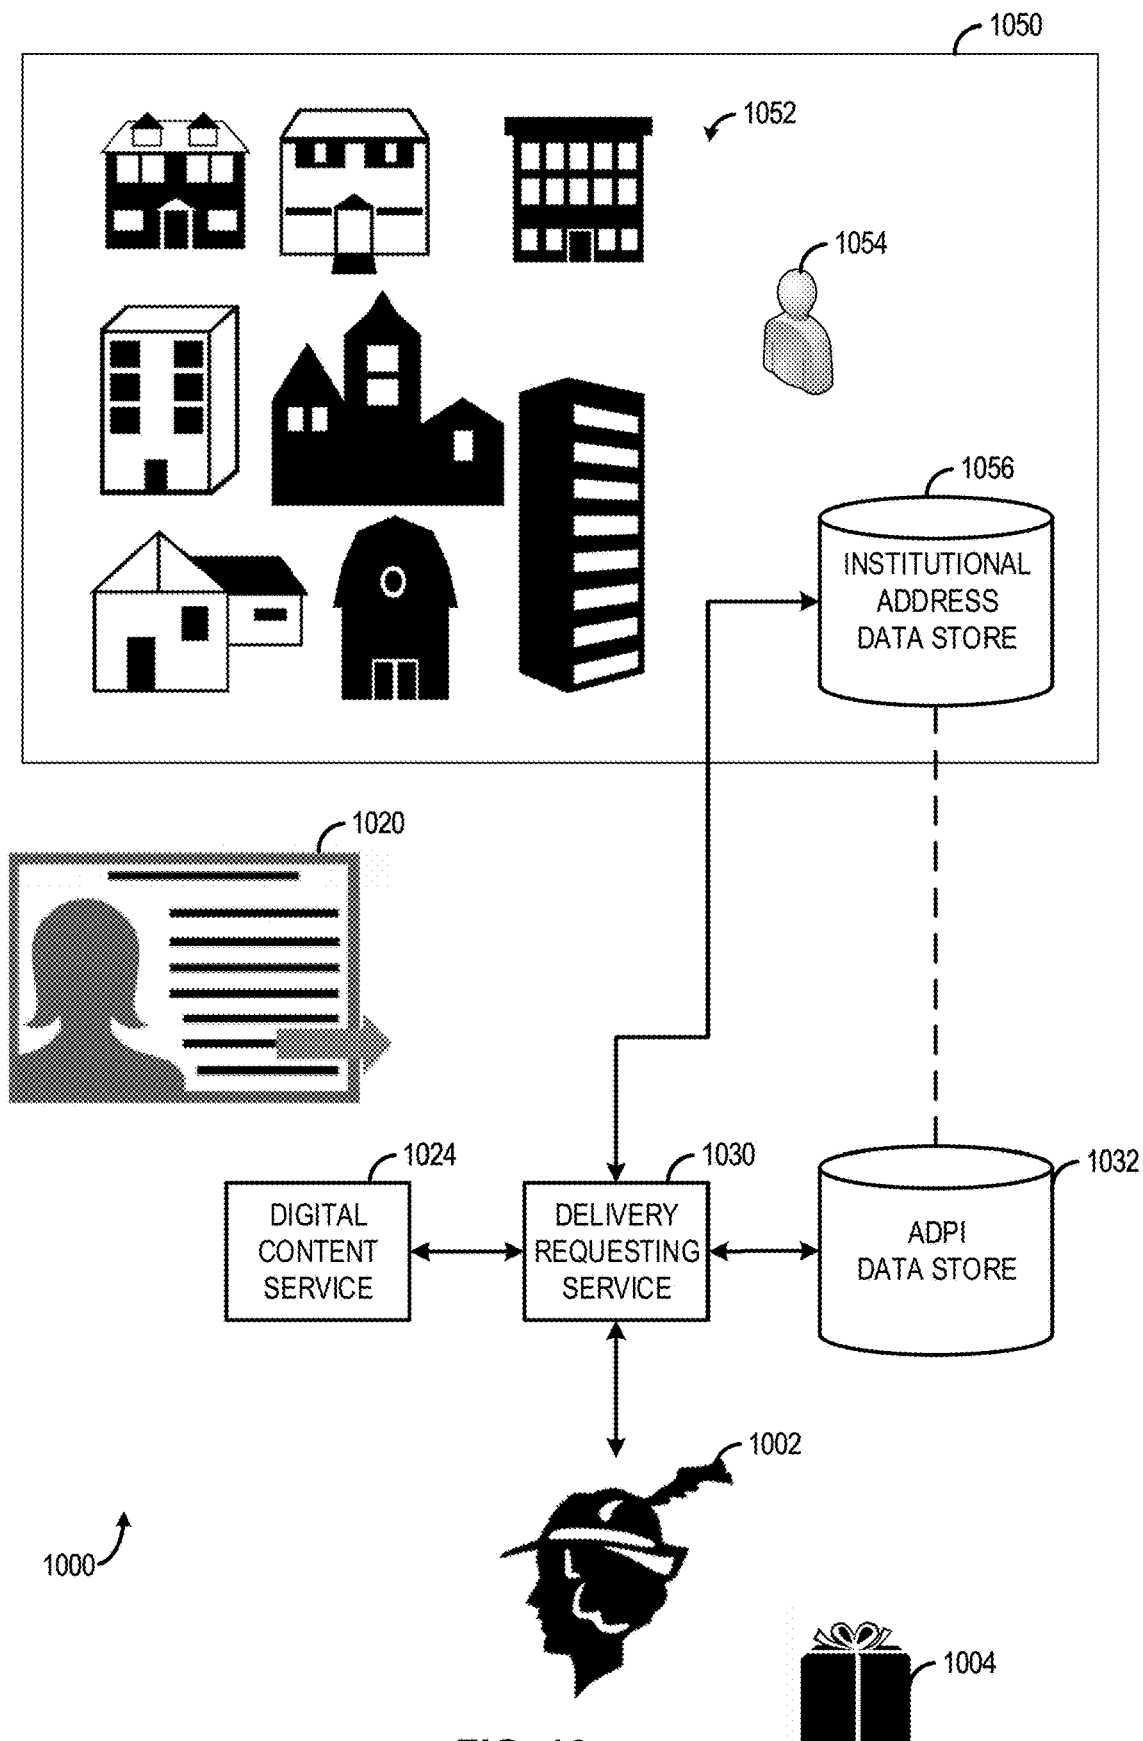 1050
1052
1054
1056
INSTITUTIONAL
ADDRESS
DATA STORE
1020
1024
1030
1032
DIGITAL
CONTENT
SERVICE
DELIVERY
REQUESTING
SERVICE
ADPI
DATA STORE
1002
1000
1004